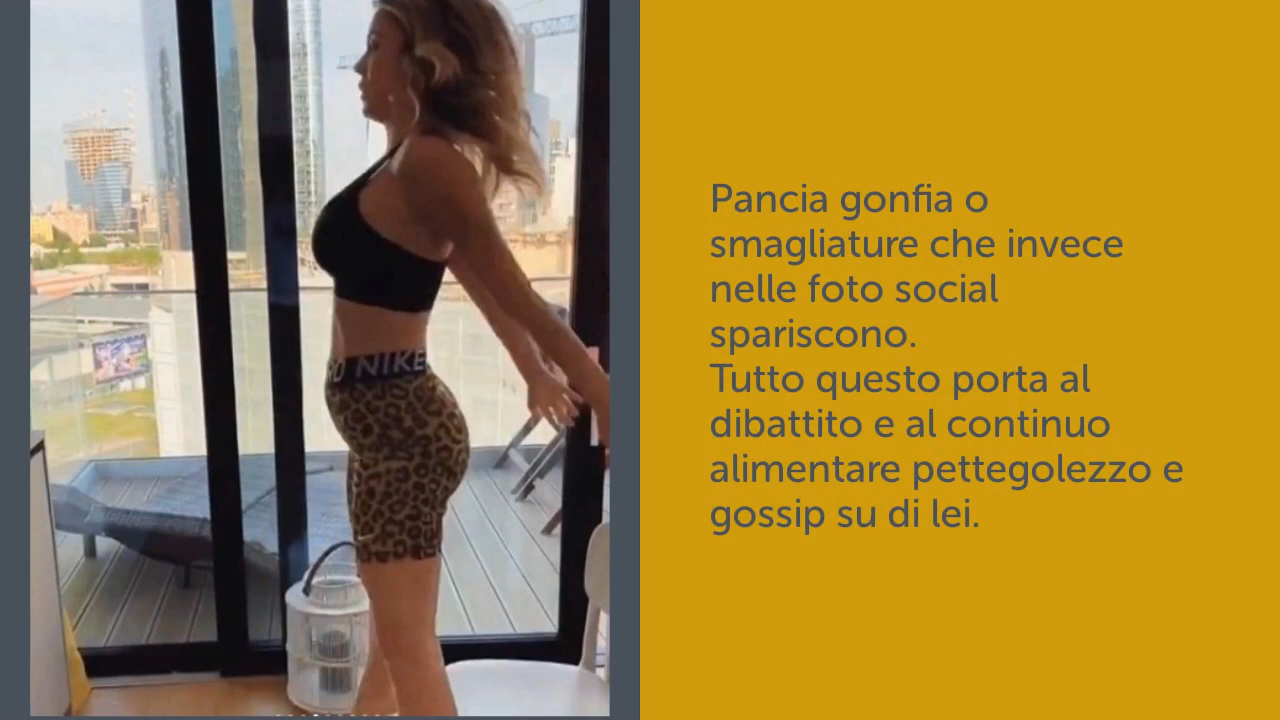 Pancia gonfia o
smagliature che invece
nelle foto social
spariscono.
Tutto questo porta al
dibattito e al continuo
alimentare pettegolezzo e
gossip su di lei.
NIKE